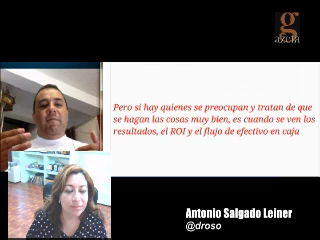 g
azeta
Pero si hay quienes se preocupan y tratan de que
se hagan las cosas muy bien, es cuando se ven los
resultados, el ROI y el flujo de efectivo en caja
Antonio Salgado Leiner
@droso